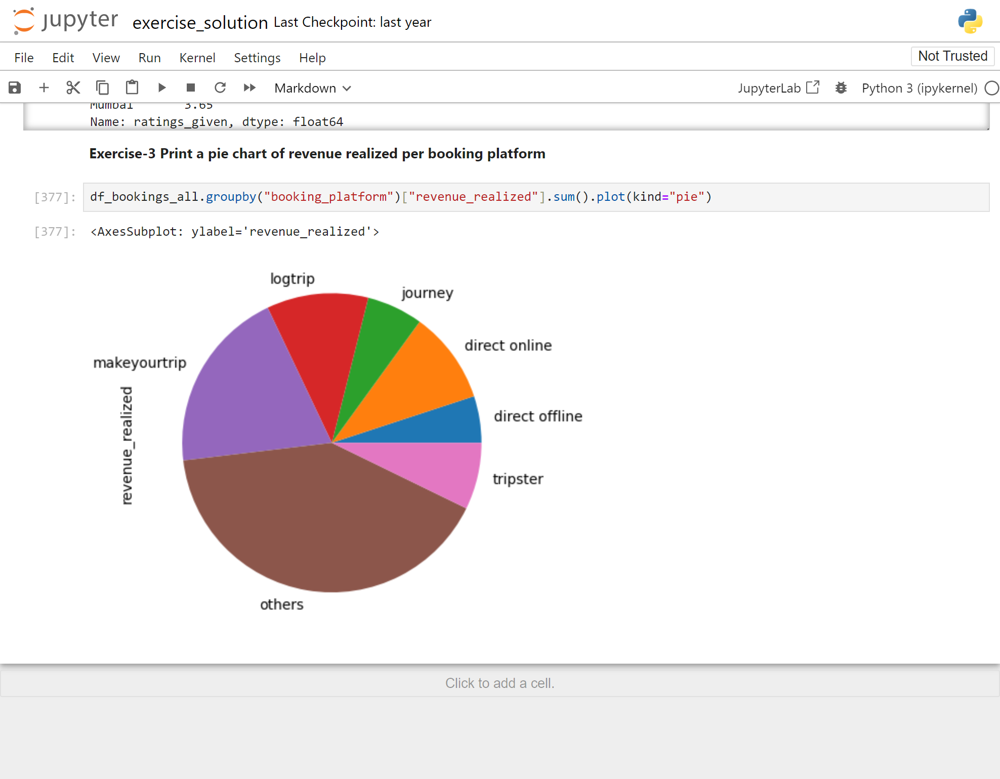 jupyter exercise_solution Last Checkpoint: last year
File Edit View Run Kernel Settings Help Not Trusted
Markdown JupyterLab Python 3 (ipykernel)
Mumbai 3.65
Name: ratings_given, dtype: float64
Exercise-3 Print a pie chart of revenue realized per booking platform
[377]: df_bookings_all.groupby("booking_platform")["revenue_realized"].sum().plot(kind="pie")
[377]: <AxesSubplot: ylabel='revenue_realized'>
logtrip
journey
direct online
makeyourtrip
direct offline
revenue_realized
tripster
others
Click to add a cell.